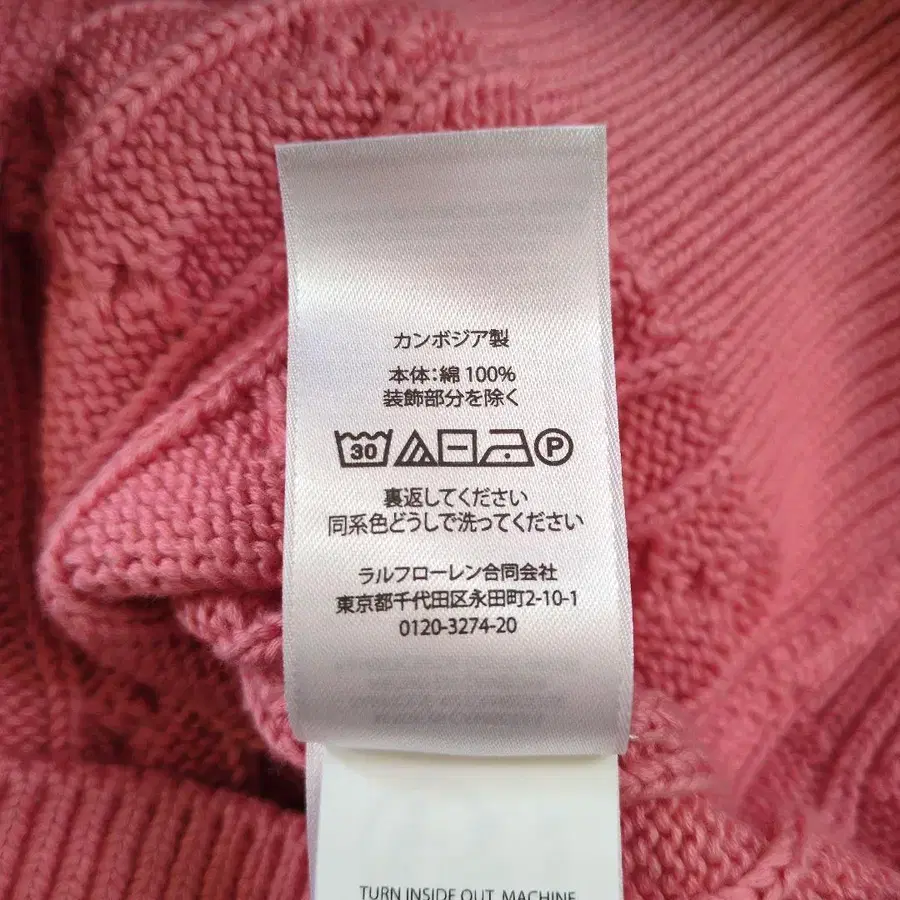 カンボジア製
本体:綿 100%
装飾部分を除く
30 P
裏返してください
同系色どうしで洗ってください
ラルフローレン合同会社
東京都千代田区永田町2-10-1
0120-3274-20
TURN INSIDE OUT. MACHINE